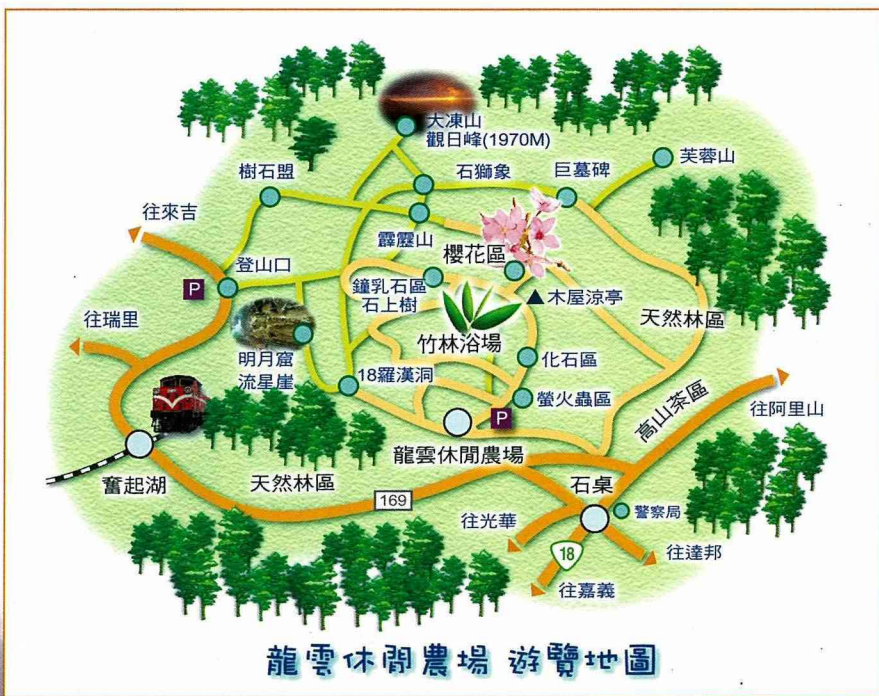 大凍山
觀日峰(1970M)
樹石盟
石獅象
巨墓碑
芙蓉山
往來吉
霹靂山
櫻花區
登山口
P
鐘乳石區
石上樹
木屋涼亭
天然林區
往瑞里
明月窟
流星崖
竹林浴場
18羅漢洞
化石區
螢火蟲區
P
高山茶區
往阿里山
龍雲休閒農場
奮起湖
天然林區
169
石桌
警察局
往光華
往達邦
18
往嘉義
龍雲休閒農場 遊覽地圖